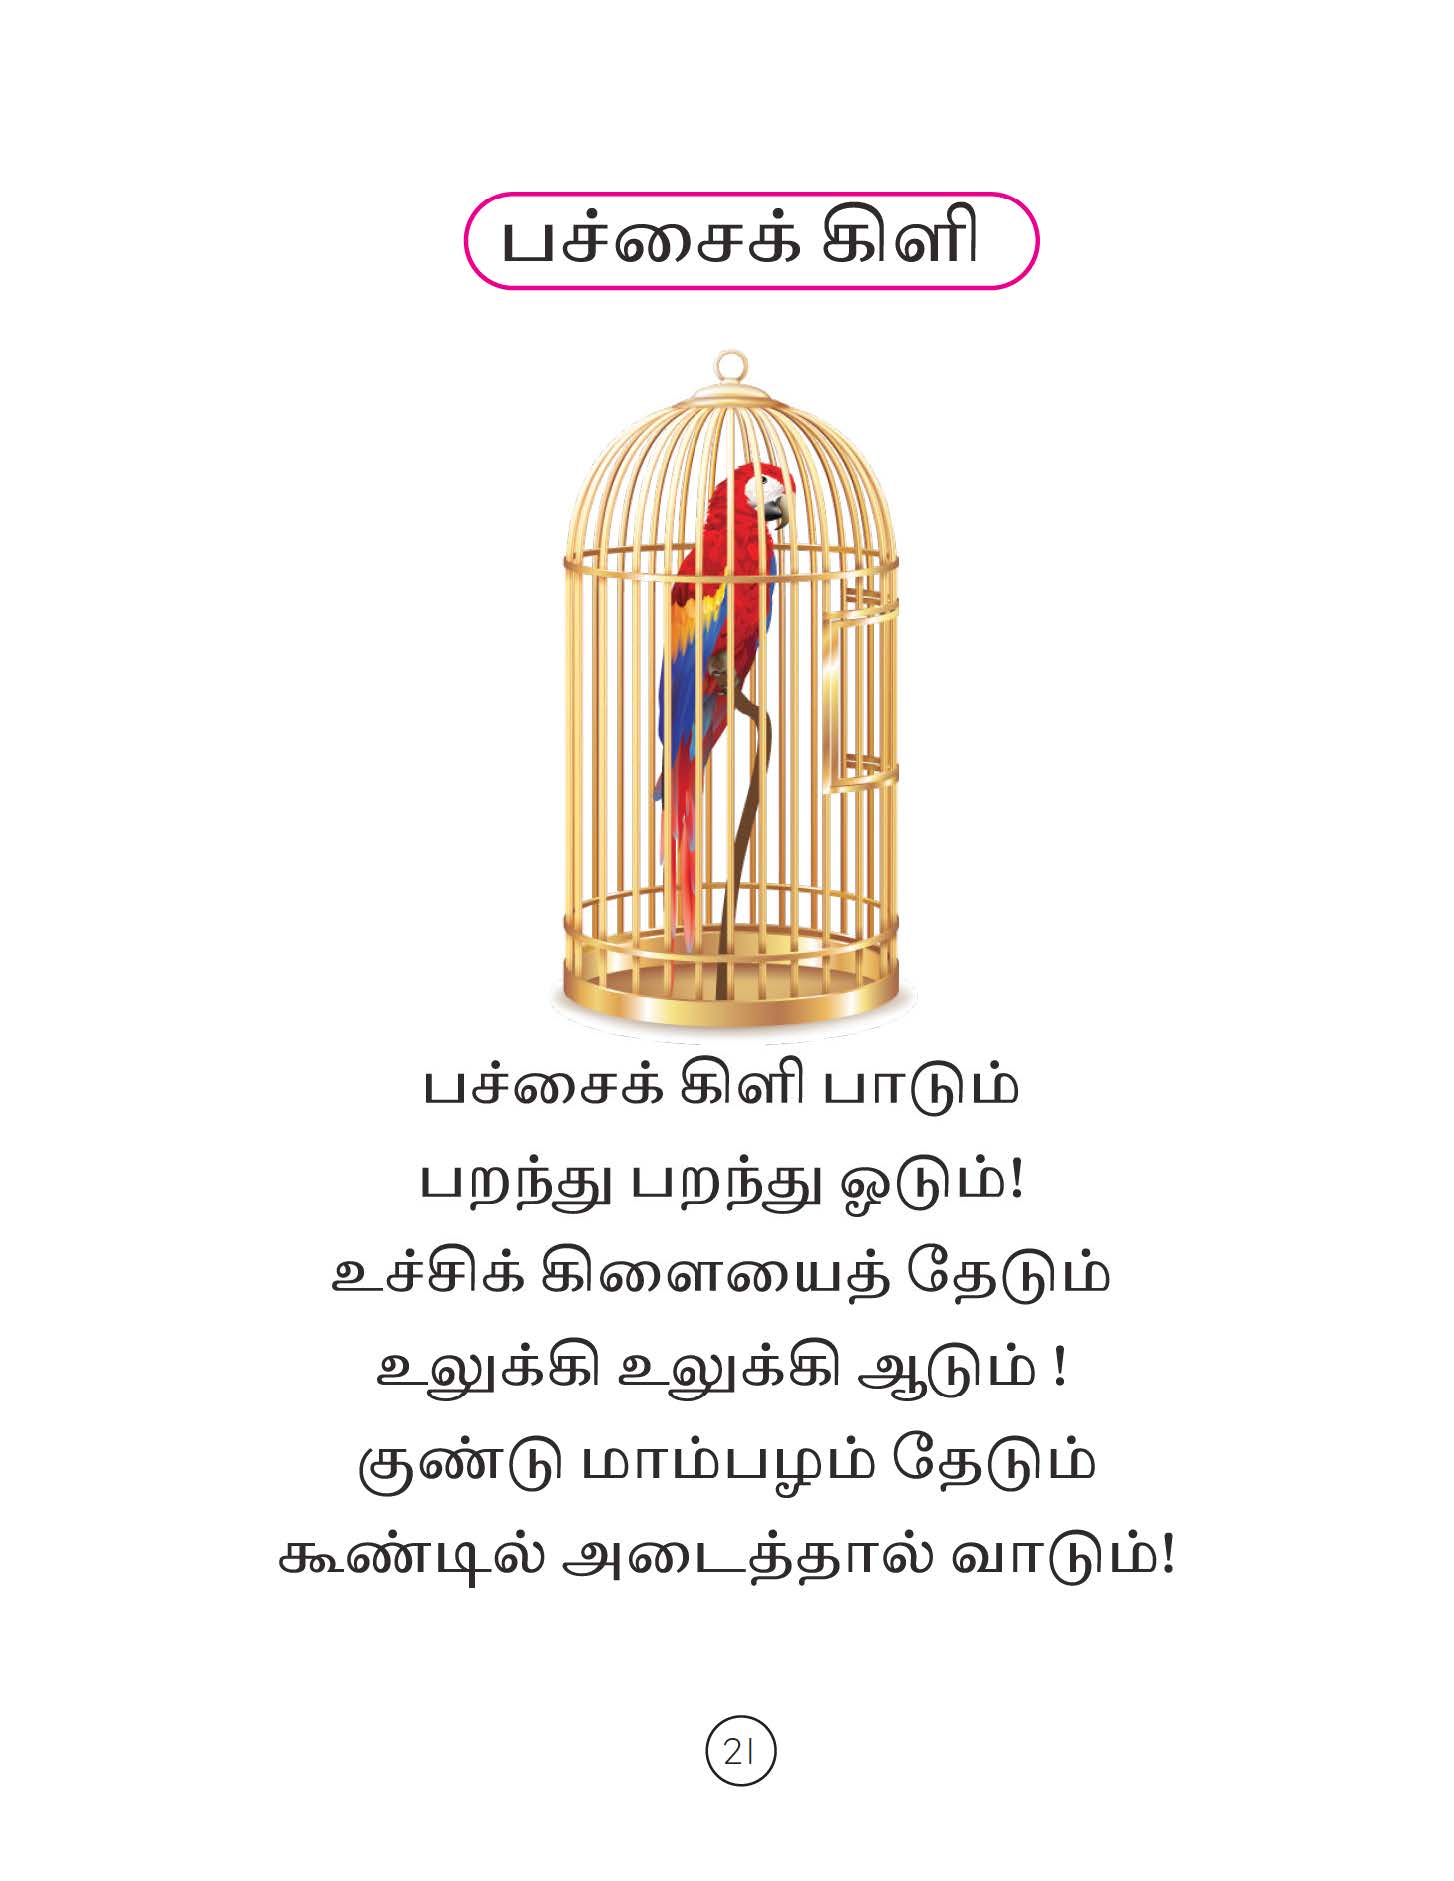 பச்சைக் கிளி
பச்சைக் கிளி பாடும்
பறந்து பறந்து ஓடும்!
உச்சிக் கிளையைத் தேடும்
உலுக்கி உலுக்கி ஆடும் !
குண்டு மாம்பழம் தேடும்
கூண்டில் அடைத்தால் வாடும்!
21